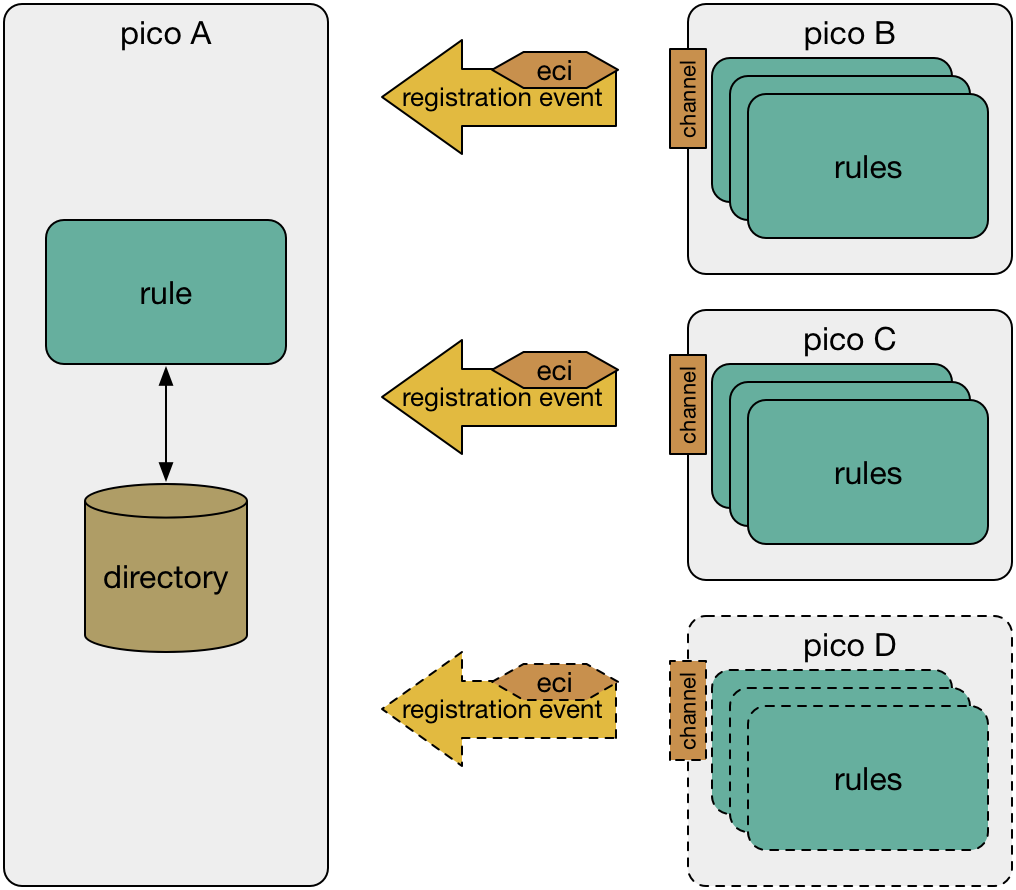 pico A
rule
directory
eci
registration event
channel
pico B
rules
eci
registration event
channel
pico C
rules
eci
registration event
channel
pico D
rules